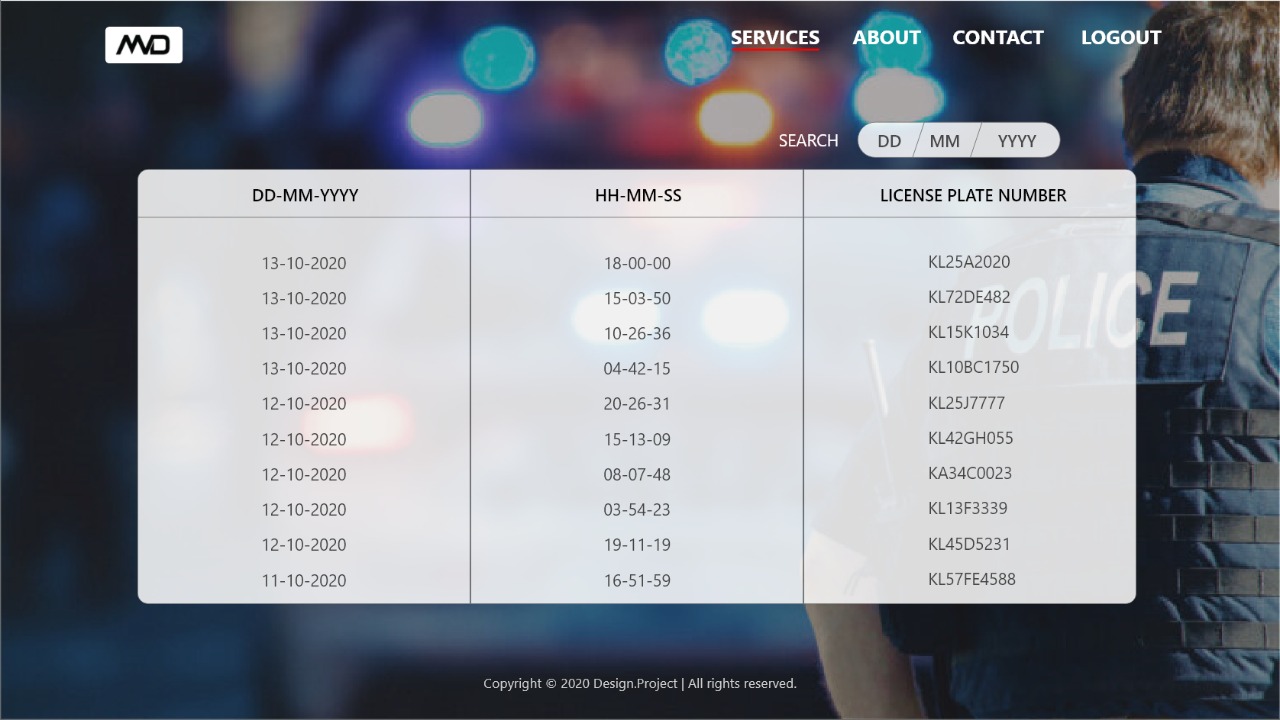 MVD
SERVICES ABOUT CONTACT LOGOUT
SEARCH DD MM YYYY
DD-MM-YYYY HH-MM-SS LICENSE PLATE NUMBER
13-10-2020 18-00-00 KL25A2020
13-10-2020 15-03-50 KL72DE482
13-10-2020 10-26-36 KL15K1034
13-10-2020 04-42-15 KL10BC1750
12-10-2020 20-26-31 KL25J7777
12-10-2020 15-13-09 KL42GH055
12-10-2020 08-07-48 KA34C0023
12-10-2020 03-54-23 KL13F3339
12-10-2020 19-11-19 KL45D5231
11-10-2020 16-51-59 KL57FE4588
POLICE
Copyright © 2020 Design.Project | All rights reserved.